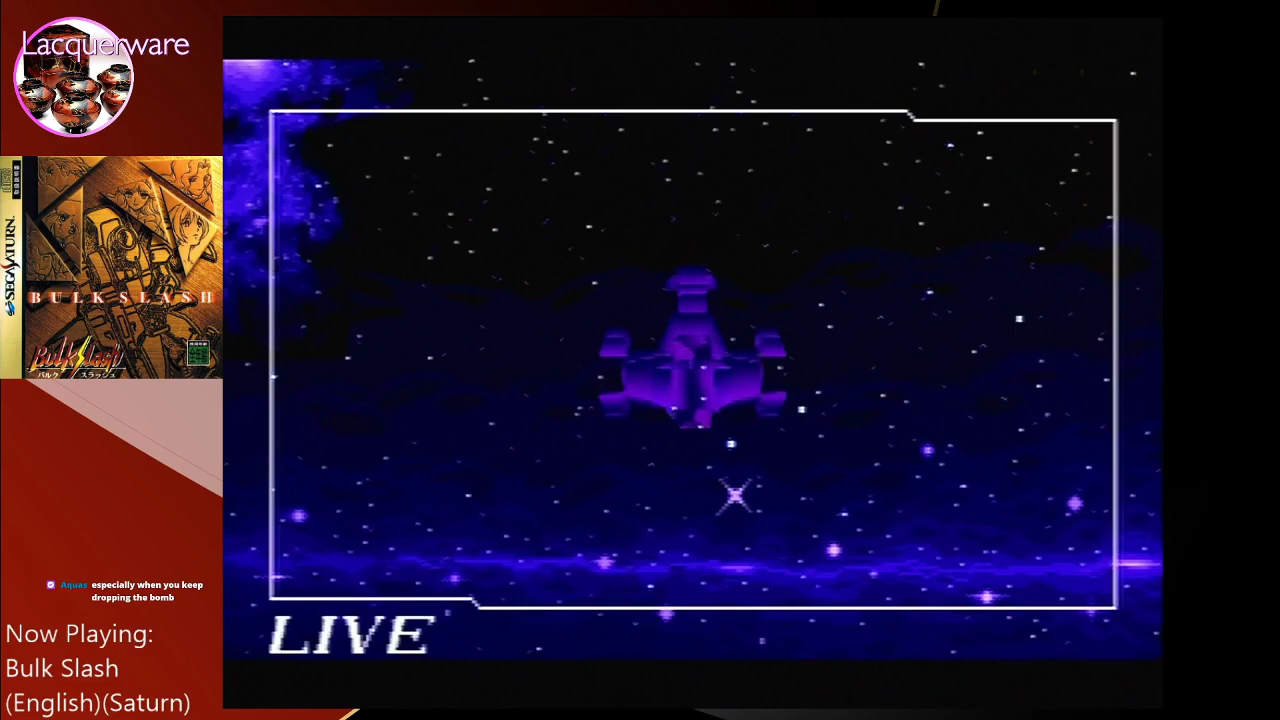 Lacquerware
SEGA SATURN
BULK SLASH
Bulk Slash
バルク スラッシュ
LIVE
Aquas especially when you keep
dropping the bomb
Now Playing:
Bulk Slash
(English)(Saturn)